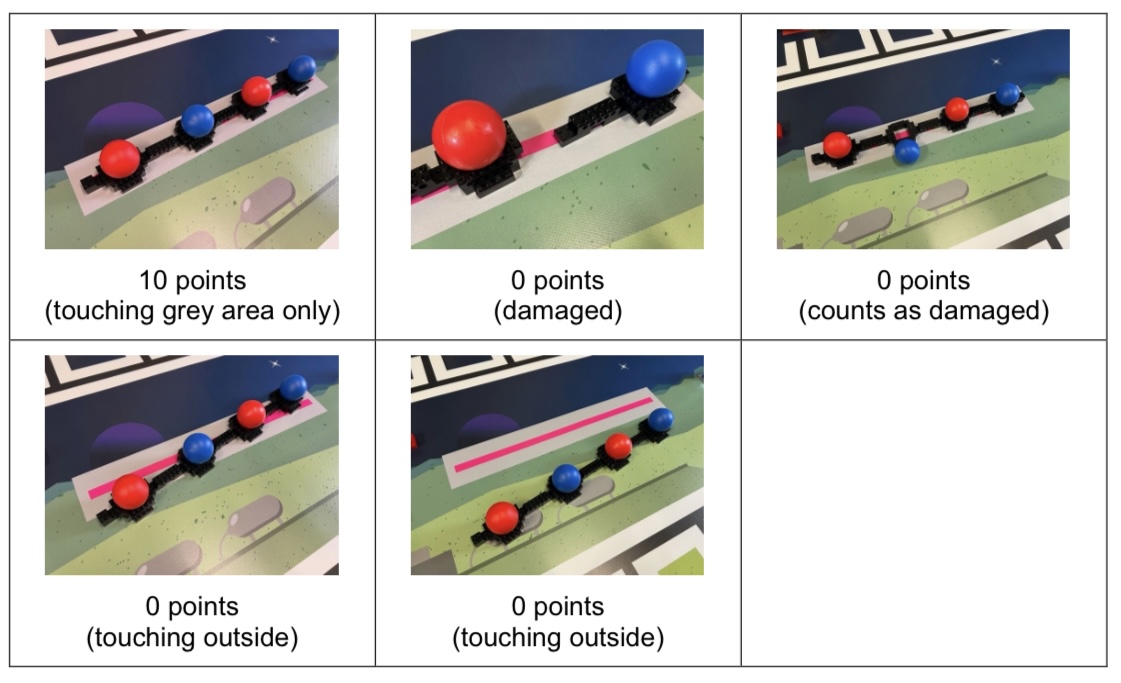 10 points
(touching grey area only)
0 points
(damaged)
0 points
(counts as damaged)
0 points
(touching outside)
0 points
(touching outside)